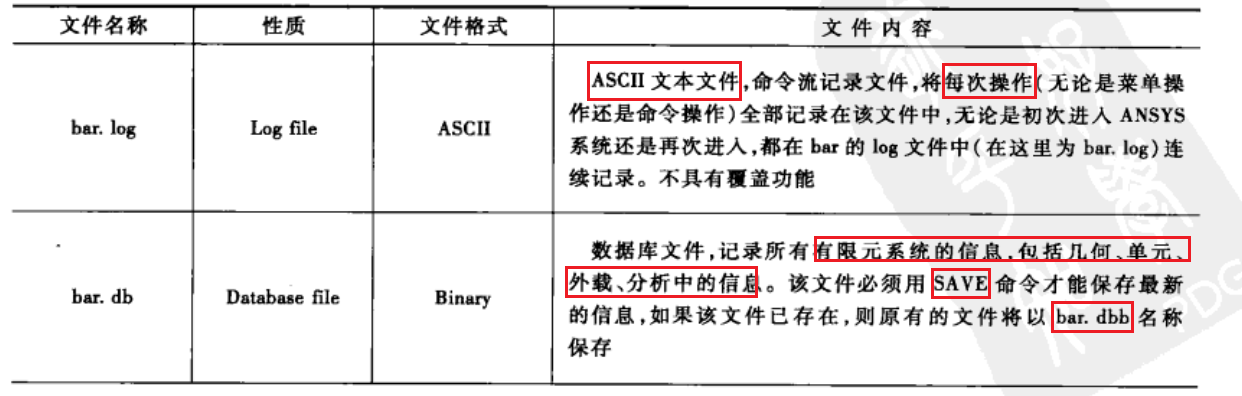 文件名称 性质 文件格式 文件内容
ASCII 文本文件,命令流记录文件,将每次操作(无论是菜单操
bar. log Log file ASCII 作还是命令操作)全部记录在该文件中,无论是初次进入 ANSYS
系统还是再次进入,都在 bar 的 log 文件中(在这里为 bar. log)连
续记录。不具有覆盖功能
数据库文件,记录所有有限元系统的信息,包括几何、单元、
bar. db Database file Binary 外载、分析中的信息。该文件必须用 SAVE 命令才能保存最新
的信息,如果该文件已存在,则原有的文件将以 bar. dbb 名称
保存
PDG